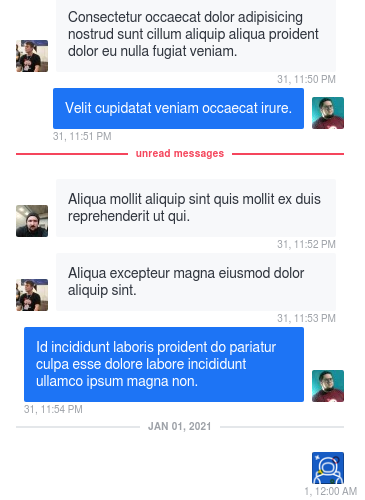 Consectetur occaecat dolor adipisicing
nostrud sunt cillum aliquip aliqua proident
dolor eu nulla fugiat veniam.
31, 11:50 PM
Velit cupidatat veniam occaecat irure.
31, 11:51 PM
unread messages
Aliqua mollit aliquip sint quis mollit ex duis
reprehenderit ut qui.
31, 11:52 PM
Aliqua excepteur magna eiusmod dolor
aliquip sint.
31, 11:53 PM
Id incididunt laboris proident do pariatur
culpa esse dolore labore incididunt
ullamco ipsum magna non.
31, 11:54 PM
JAN 01, 2021
1, 12:00 AM